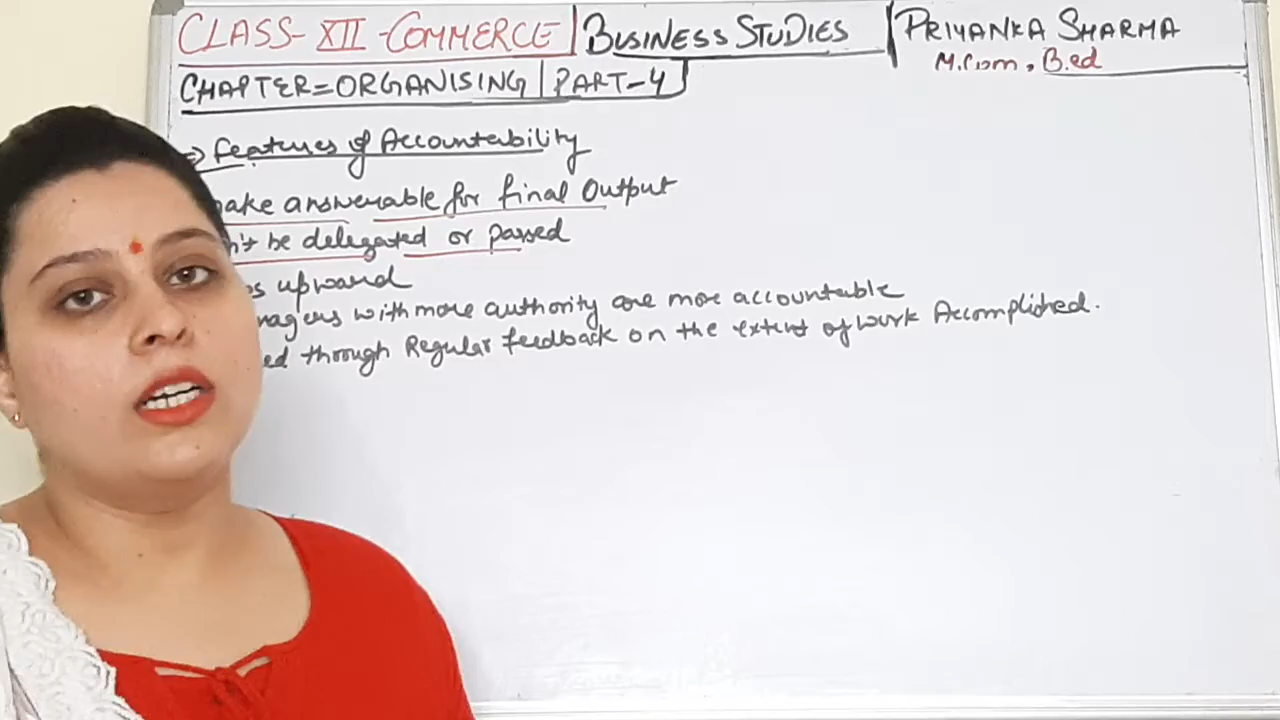 CLASS-XII-COMMERCE | BUSINESS STUDIES | PRIYANKA SHARMA
M.Com, B.ed
CHAPTER=ORGANISING | PART-4
=> Features of Accountability
answerable for final Output
be delegated or passed
upward
with more authority are more accountable
through Regular feedback on the extent of work Accomplished.